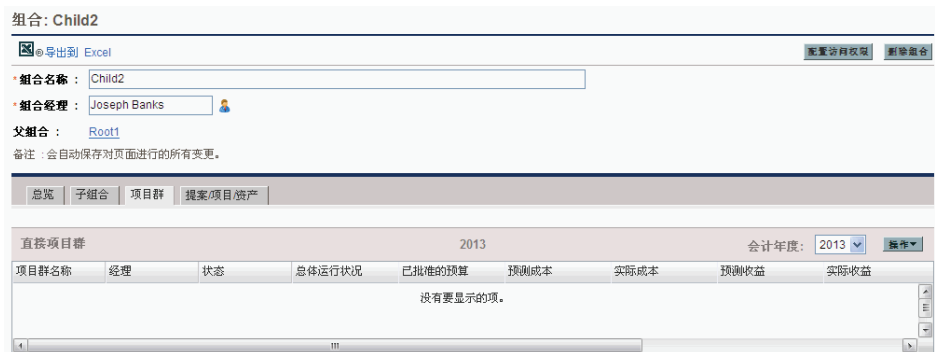 组合: Child2
导出到 Excel 配置访问权限 删除组合
*组合名称 : Child2
*组合经理 : Joseph Banks
父组合 : Root1
备注 :会自动保存对页面进行的所有变更。
总览 子组合 项目群 提案/项目/资产
直接项目群 2013 会计年度: 2013 操作
项目群名称 经理 状态 总体运行状况 已批准的预算 预测成本 实际成本 预测收益 实际收益
没有要显示的项。